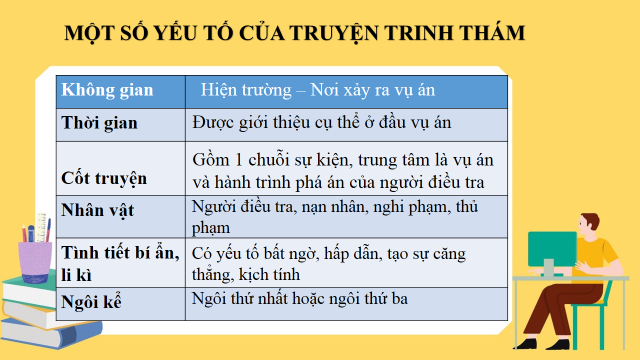 MỘT SỐ YẾU TỐ CỦA TRUYỆN TRINH THÁM
Không gian
Hiện trường – Nơi xảy ra vụ án
Thời gian
Được giới thiệu cụ thể ở đầu vụ án
Cốt truyện
Gồm 1 chuỗi sự kiện, trung tâm là vụ án
và hành trình phá án của người điều tra
Nhân vật
Người điều tra, nạn nhân, nghi phạm, thủ
phạm
Tình tiết bí ẩn,
li kì
Có yếu tố bất ngờ, hấp dẫn, tạo sự căng
thẳng, kịch tính
Ngôi kể
Ngôi thứ nhất hoặc ngôi thứ ba